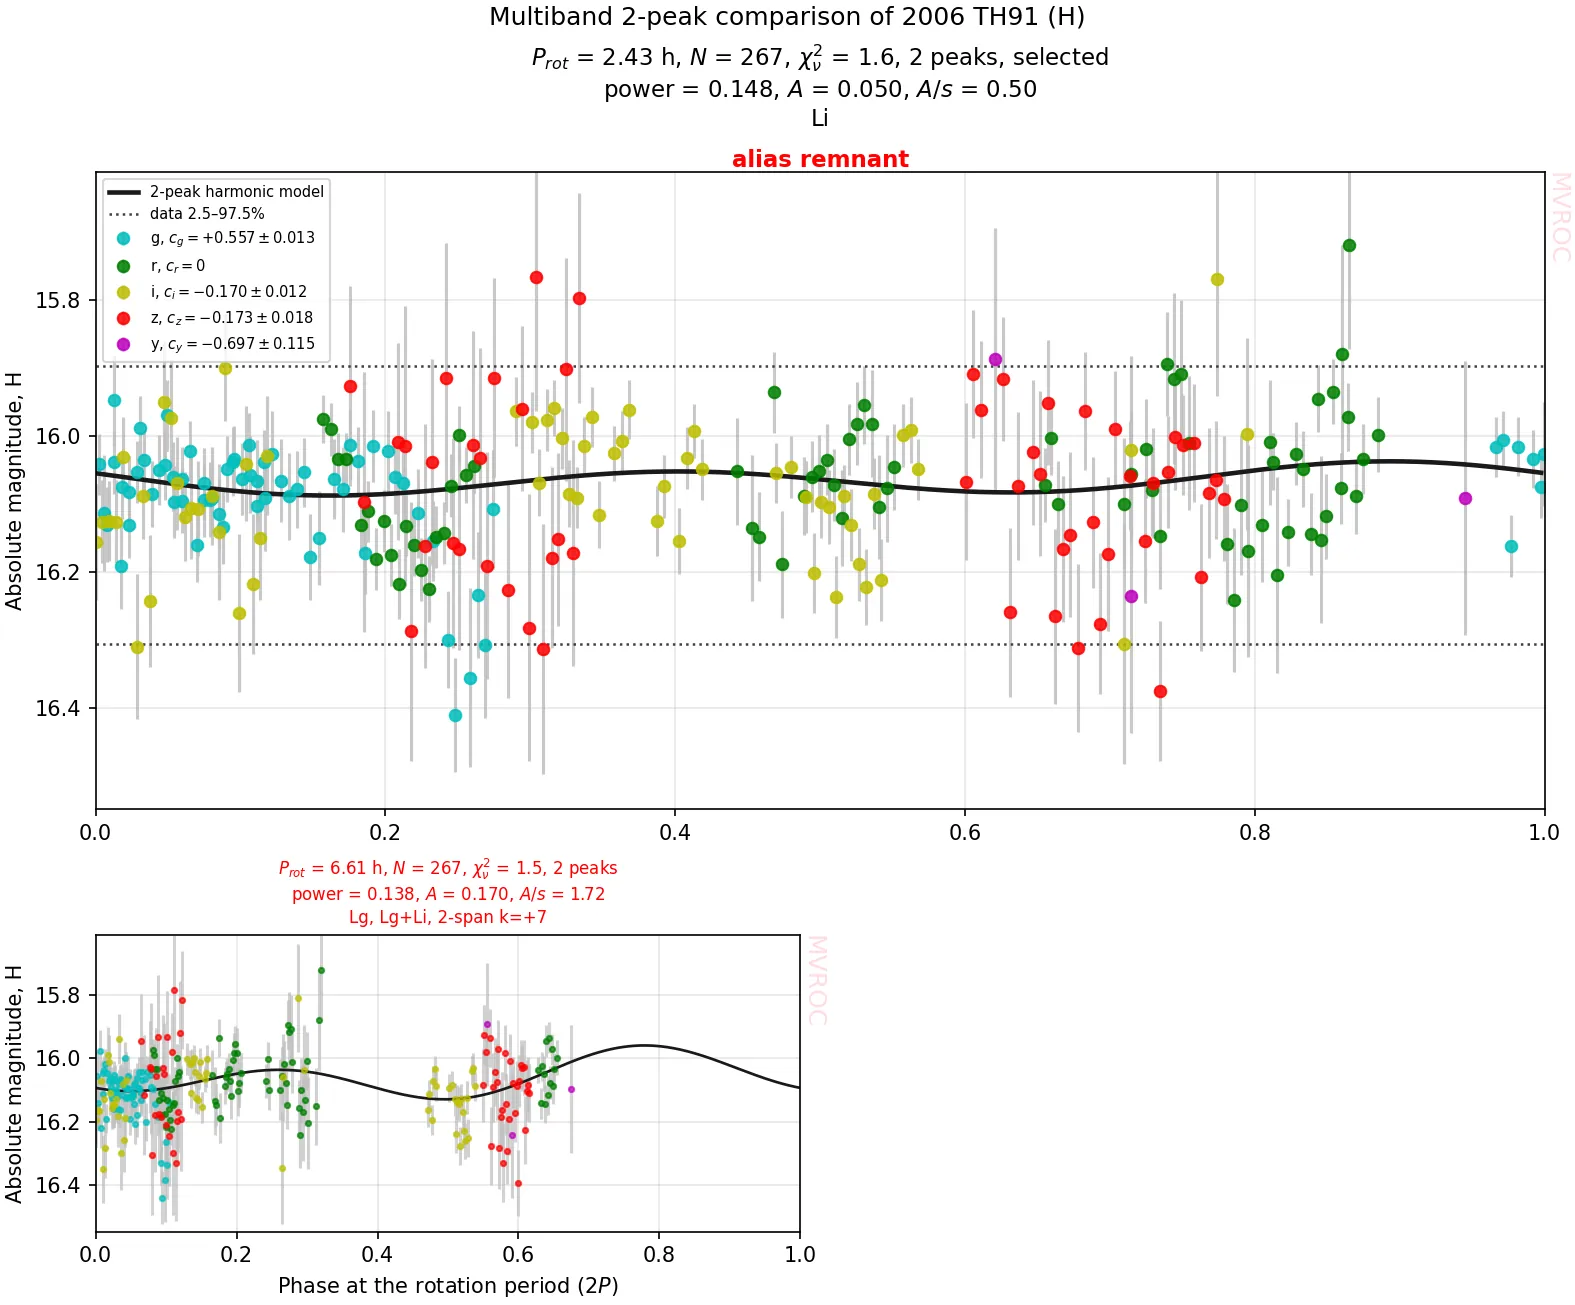 Multiband 2-peak comparison of 2006 TH91 (H)
P_rot = 2.43 h, N = 267, χ²_ν = 1.6, 2 peaks, selected
power = 0.148, A = 0.050, A/s = 0.50
Li
alias remnant
2-peak harmonic model
data 2.5–97.5%
g, c_g = +0.557 ± 0.013
r, c_r = 0
i, c_i = −0.170 ± 0.012
z, c_z = −0.173 ± 0.018
y, c_y = −0.697 ± 0.115
MVROC
Absolute magnitude, H
15.8
16.0
16.2
16.4
0.0 0.2 0.4 0.6 0.8 1.0
P_rot = 6.61 h, N = 267, χ²_ν = 1.5, 2 peaks
power = 0.138, A = 0.170, A/s = 1.72
Lg, Lg+Li, 2-span k=+7
MVROC
Absolute magnitude, H
15.8
16.0
16.2
16.4
0.0 0.2 0.4 0.6 0.8 1.0
Phase at the rotation period (2P)